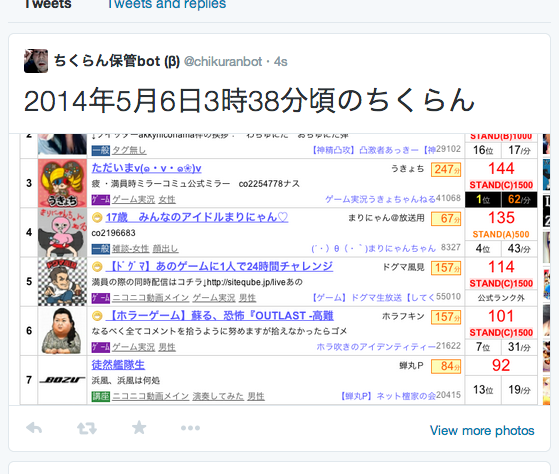 Tweets
Tweets and replies
ちくらん保管bot (β) @chikuranbot · 4s
2014年5月6日3時38分頃のちくらん
一般 タグ無し
29102
STAND(B)1000
16位 17/分
3
ただいまv(๑・v・๑❀)v
うきょち
247分
144
疲・満員時ミラーコミュ公式ミラー co2254778ナス
STAND(C)1500
ゲーム ゲーム実況 女性
ゲーム実況うきょちゃんねる41068
1位 62/分
4
17歳 みんなのアイドルまりにゃん♡
まりにゃん@放送用
67分
135
co2196683
STAND(A)500
一般 雑談-女性 顔出し
まりにゃんちゃん 8327
4位 43/分
5
【ﾄﾞｸﾞﾏ】あのゲームに1人で24時間チャレンジ
ドグマ風見
157分
114
満員の際の同時配信はコチラ↓http://siteqube.jp/liveあの
STAND(C)1500
ゲーム ニコニコ動画メイン ゲーム実況 男性
【ゲーム】ドグマ生放送【してく55010
公式ランク外
6
【ホラーゲーム】蘇る、恐怖『OUTLAST -高難
ホラフキン
157分
101
なるべく全てコメントを拾うように努めますが拾えなかったらゴメ
STAND(C)1500
ゲーム ゲーム実況 男性
ホラ吹きのアイデンティティー21622
7位 31/分
7
BOZU
徒然艦隊生
蝉丸P
84分
92
浜風、浜風は何処
講座 ニコニコ動画メイン 演奏してみた 男性
【蝉丸P】ネット檀家の会20415
13位 19/分
View more photos